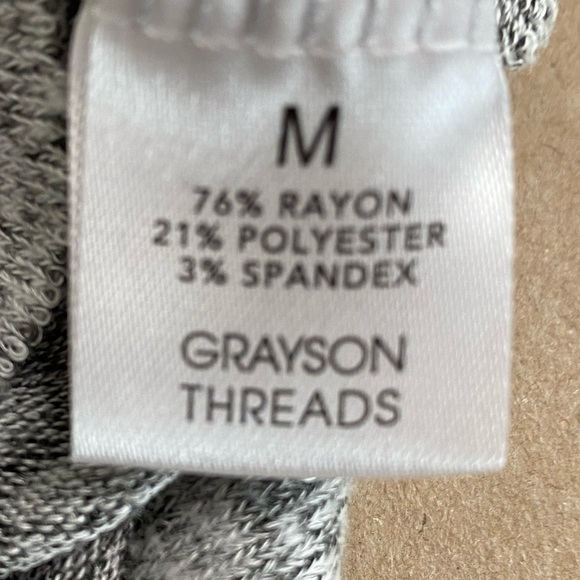 M
76% RAYON
21% POLYESTER
3% SPANDEX
GRAYSON
THREADS